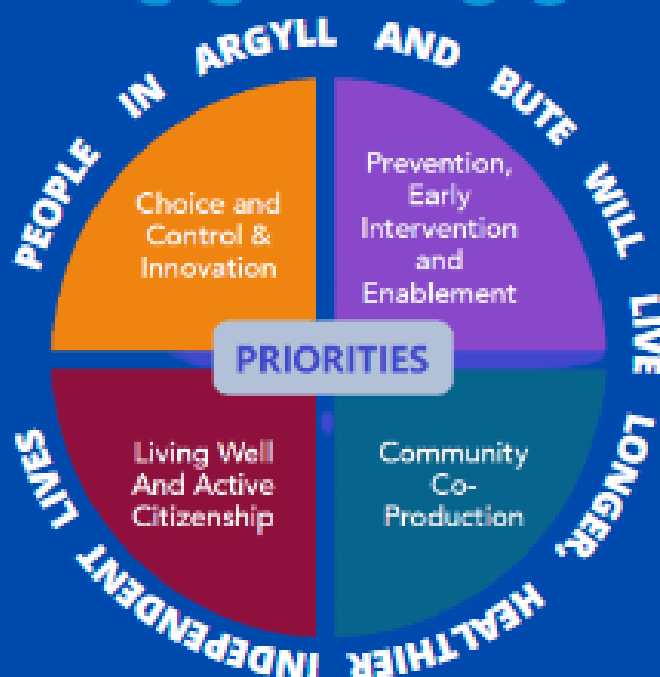 PEOPLE IN ARGYLL AND BUTE WILL LIVE LONGER, HEALTHIER INDEPENDENT LIVES
Choice and
Control &
Innovation
Prevention,
Early
Intervention
and
Enablement
PRIORITIES
Living Well
And Active
Citizenship
Community
Co-
Production